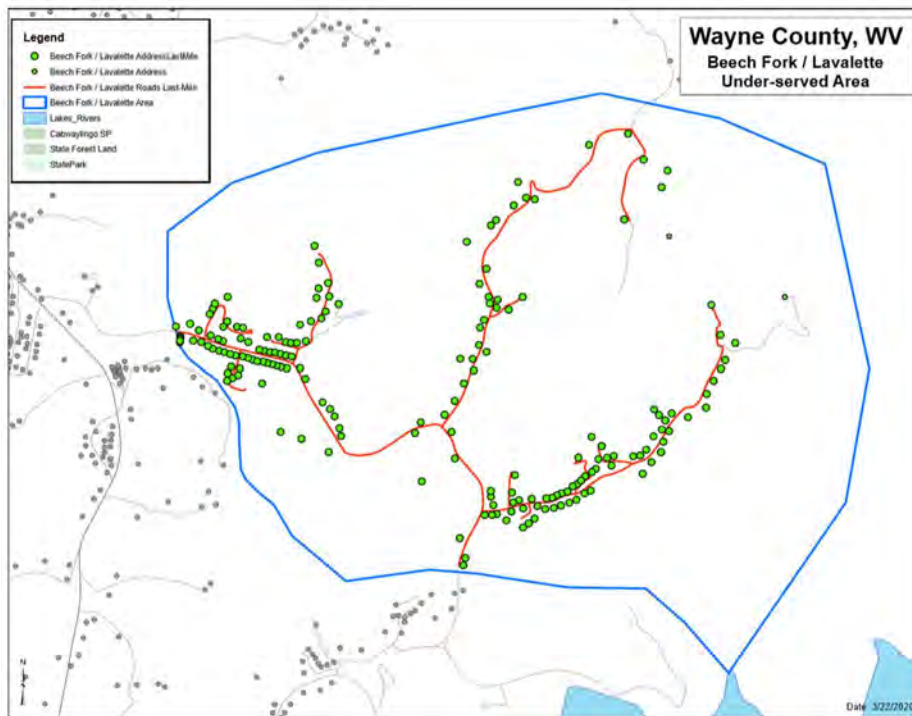 Wayne County, WV
Beech Fork / Lavalette
Under-served Area
Legend
Beech Fork / Lavalette AddressLastMile
Beech Fork / Lavalette Address
Beech Fork / Lavalette Roads Last-Mile
Beech Fork / Lavalette Area
Lakes_Rivers
Cabwaylingo SP
State Forest Land
StatePark
N
Date: 3/22/2020